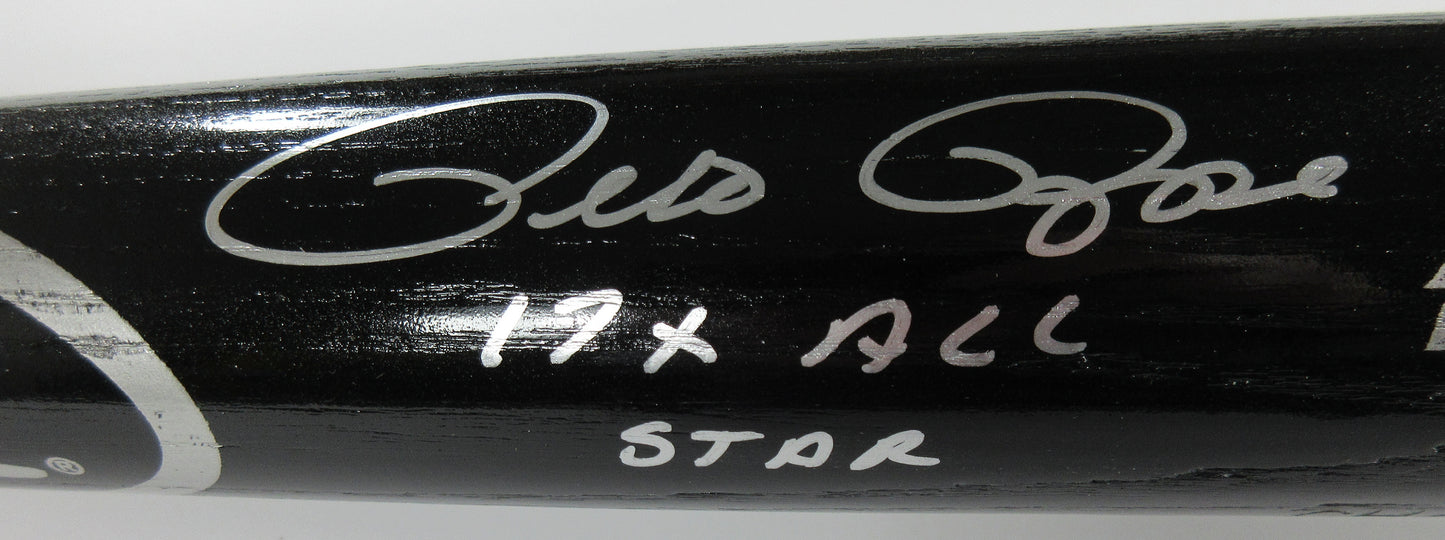 Pete Rose
17x ALL
STAR
®